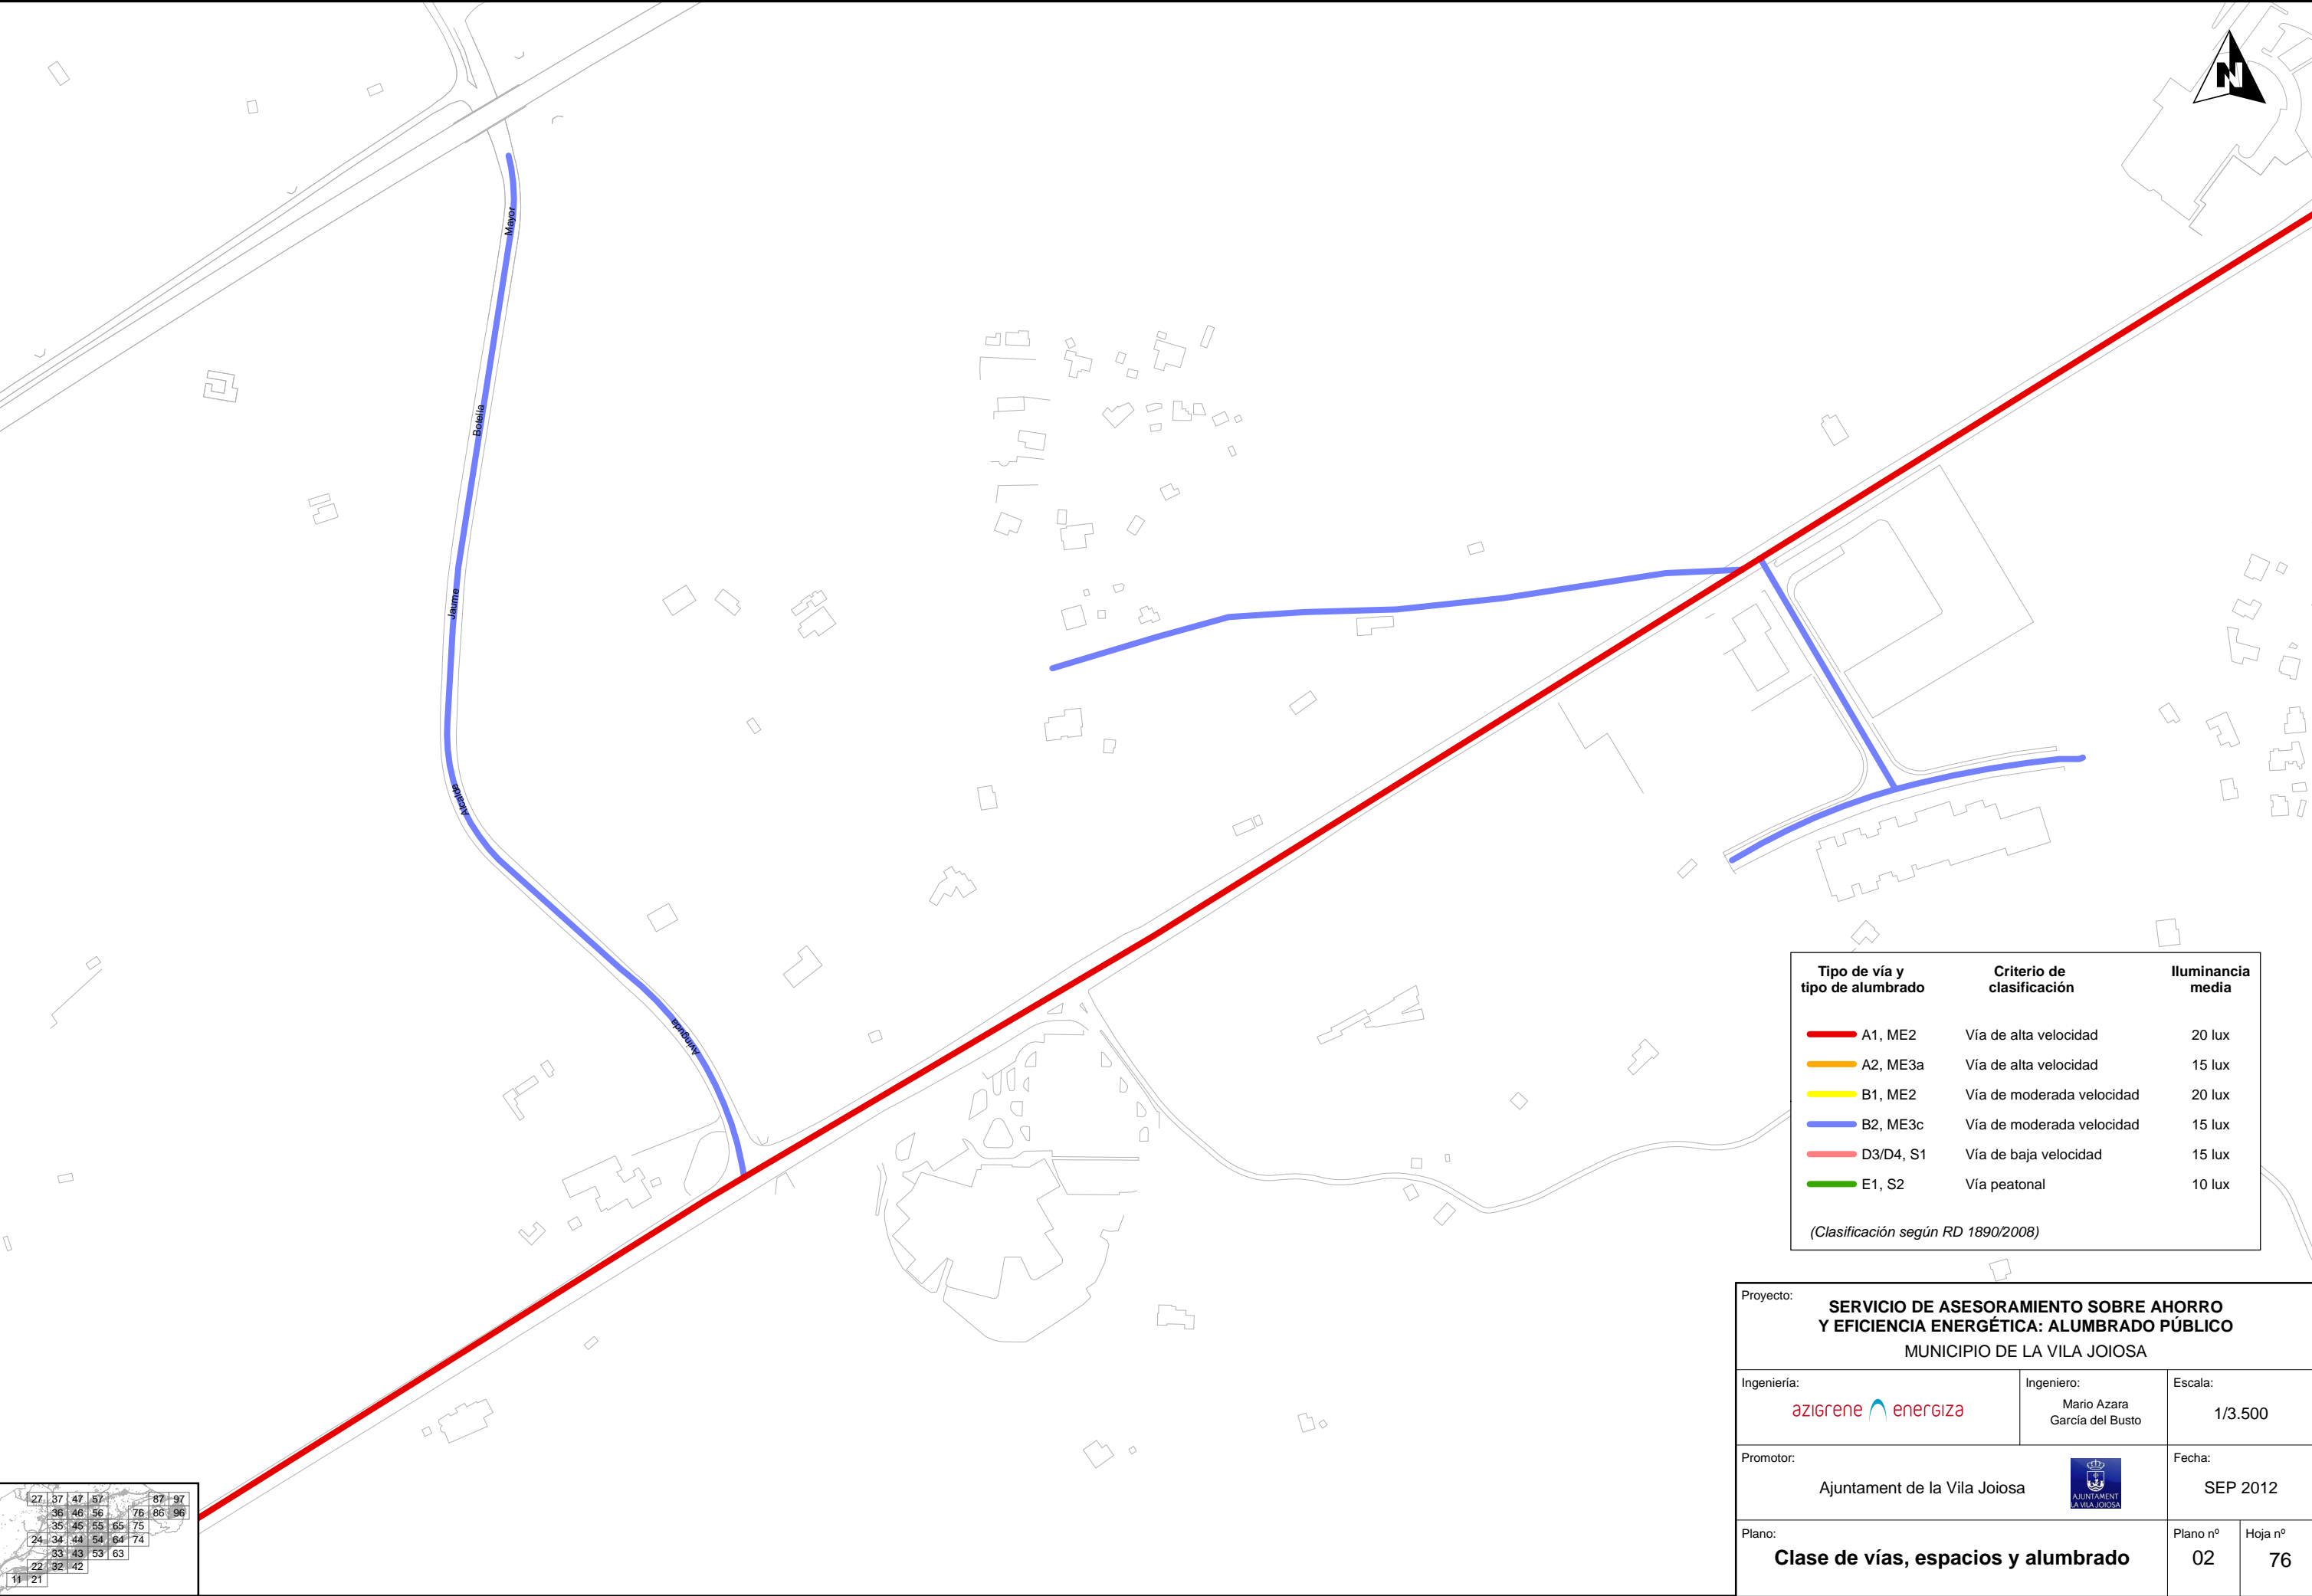 N
Mayor
Botella
Jaume
Alcalde
Avinguda
Tipo de vía y
tipo de alumbrado
Criterio de
clasificación
Iluminancia
media
A1, ME2 Vía de alta velocidad 20 lux
A2, ME3a Vía de alta velocidad 15 lux
B1, ME2 Vía de moderada velocidad 20 lux
B2, ME3c Vía de moderada velocidad 15 lux
D3/D4, S1 Vía de baja velocidad 15 lux
E1, S2 Vía peatonal 10 lux
(Clasificación según RD 1890/2008)
Proyecto:
SERVICIO DE ASESORAMIENTO SOBRE AHORRO
Y EFICIENCIA ENERGÉTICA: ALUMBRADO PÚBLICO
MUNICIPIO DE LA VILA JOIOSA
Ingeniería:
azigrene energiza
Ingeniero:
Mario Azara
García del Busto
Escala:
1/3.500
Promotor:
Ajuntament de la Vila Joiosa
AJUNTAMENT
LA VILA JOIOSA
Fecha:
SEP 2012
Plano:
Clase de vías, espacios y alumbrado
Plano nº
02
Hoja nº
76
27 37 47 57 87 97
36 46 56 76 86 96
35 45 55 65 75
24 34 44 54 64 74
33 43 53 63
22 32 42
11 21